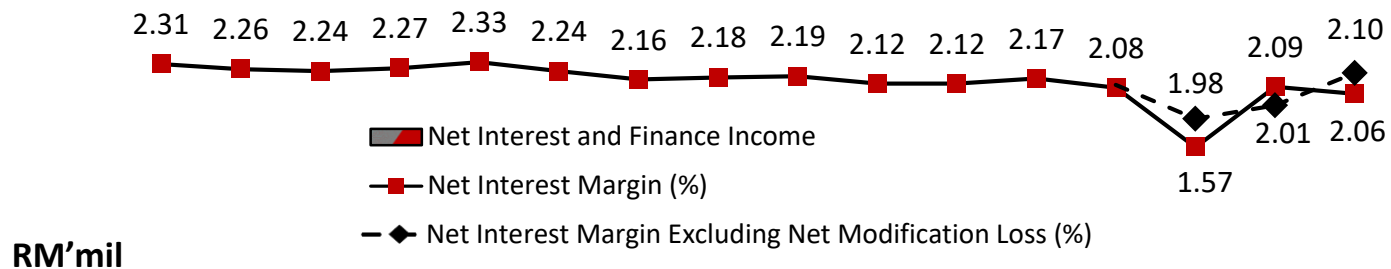 2.31 2.26 2.24 2.27 2.33 2.24 2.16 2.18 2.19 2.12 2.12 2.17 2.08 1.98 2.09 2.10
Net Interest and Finance Income
2.01 2.06
Net Interest Margin (%)
1.57
Net Interest Margin Excluding Net Modification Loss (%)
RM’mil